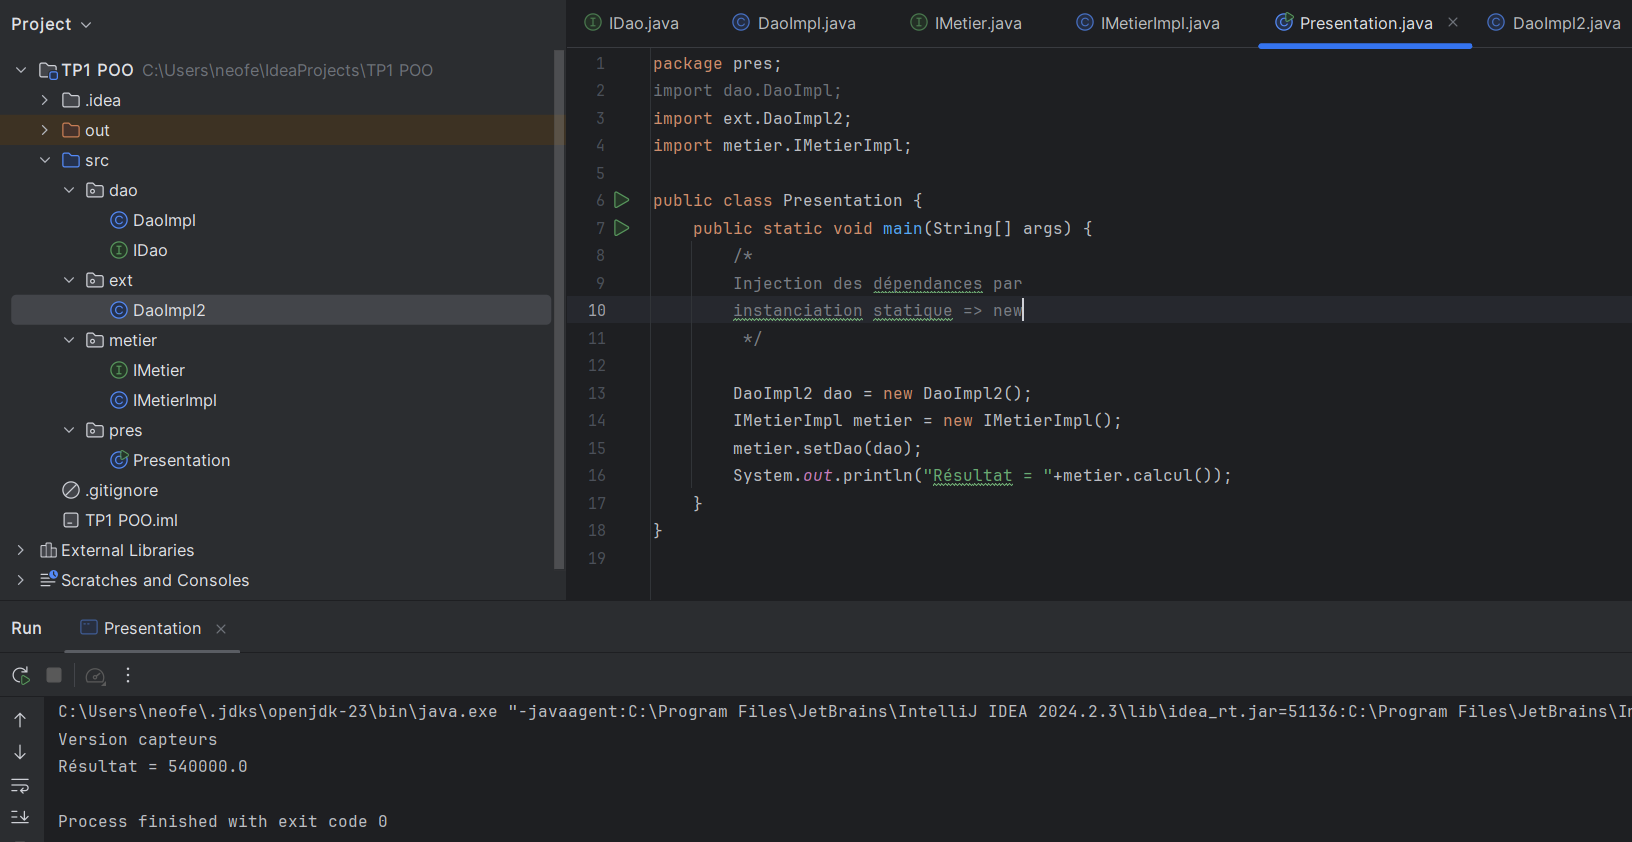 Project
TP1 POO C:\Users\neofe\IdeaProjects\TP1 POO
.idea
out
src
dao
DaoImpl
IDao
ext
DaoImpl2
metier
IMetier
IMetierImpl
pres
Presentation
.gitignore
TP1 POO.iml
External Libraries
Scratches and Consoles
IDao.java DaoImpl.java IMetier.java IMetierImpl.java Presentation.java DaoImpl2.java
1 package pres;
2 import dao.DaoImpl;
3 import ext.DaoImpl2;
4 import metier.IMetierImpl;
5
6 public class Presentation {
7 public static void main(String[] args) {
8 /*
9 Injection des dépendances par
10 instanciation statique => new
11 */
12
13 DaoImpl2 dao = new DaoImpl2();
14 IMetierImpl metier = new IMetierImpl();
15 metier.setDao(dao);
16 System.out.println("Résultat = "+metier.calcul());
17 }
18 }
19
Run Presentation
C:\Users\neofe\.jdks\openjdk-23\bin\java.exe "-javaagent:C:\Program Files\JetBrains\IntelliJ IDEA 2024.2.3\lib\idea_rt.jar=51136:C:\Program Files\JetBrains\In
Version capteurs
Résultat = 540000.0
Process finished with exit code 0